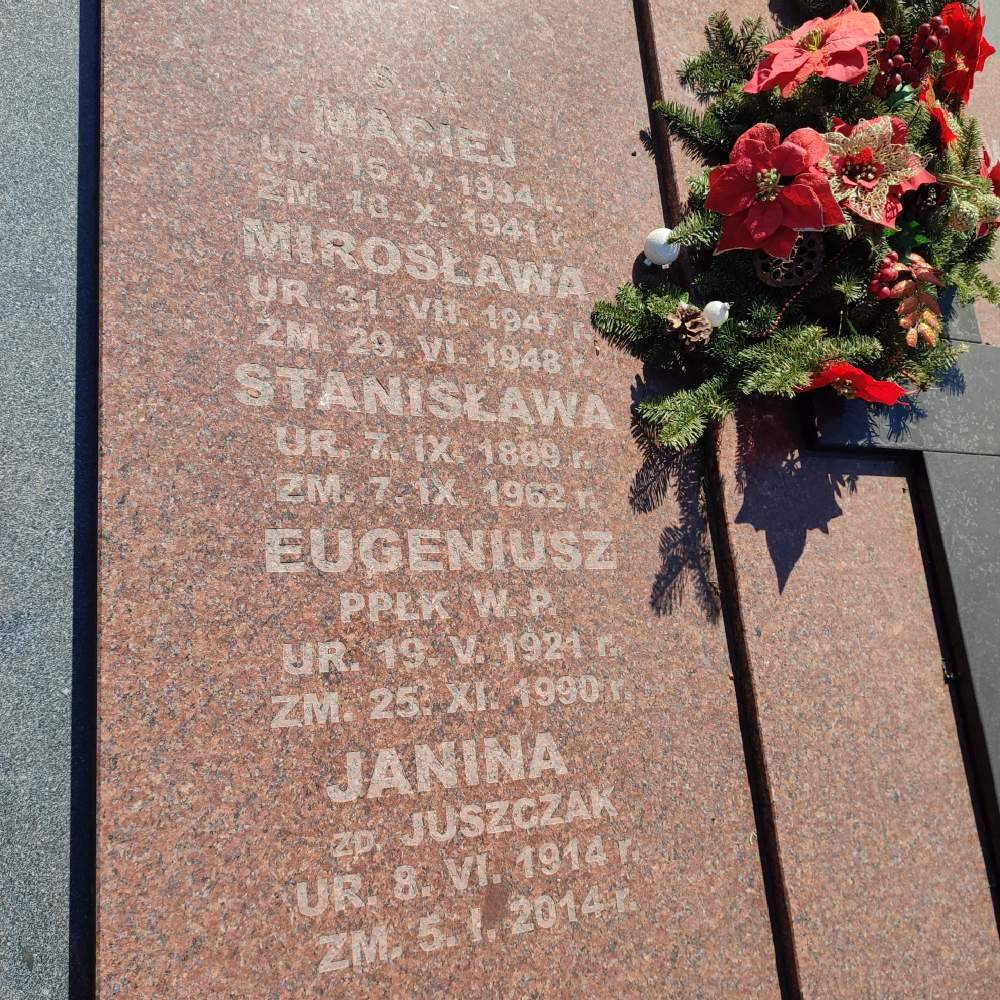 Ś. P.
MACIEJ
UR. 15. V. 1934 r.
ZM. 18. X. 1941 r.
MIROSŁAWA
UR. 31. VII. 1947 r.
ZM. 29. VI. 1948 r.
STANISŁAWA
UR. 7. IX. 1889 r.
ZM. 7. IX. 1962 r.
EUGENIUSZ
PPŁK W. P.
UR. 19. V. 1921 r.
ZM. 25. XI. 1990 r.
JANINA
zp. JUSZCZAK
UR. 8. VI. 1914 r.
ZM. 5. I. 2014 r.